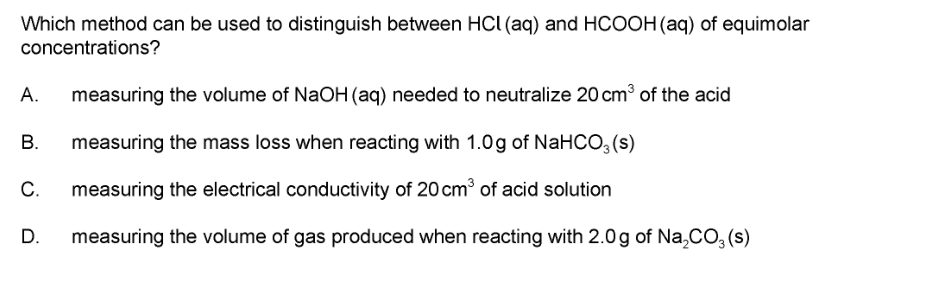 Which method can be used to distinguish between HCl (aq) and HCOOH (aq) of equimolar
concentrations?
A. measuring the volume of NaOH (aq) needed to neutralize 20 cm³ of the acid
B. measuring the mass loss when reacting with 1.0 g of NaHCO₃ (s)
C. measuring the electrical conductivity of 20 cm³ of acid solution
D. measuring the volume of gas produced when reacting with 2.0 g of Na₂CO₃ (s)